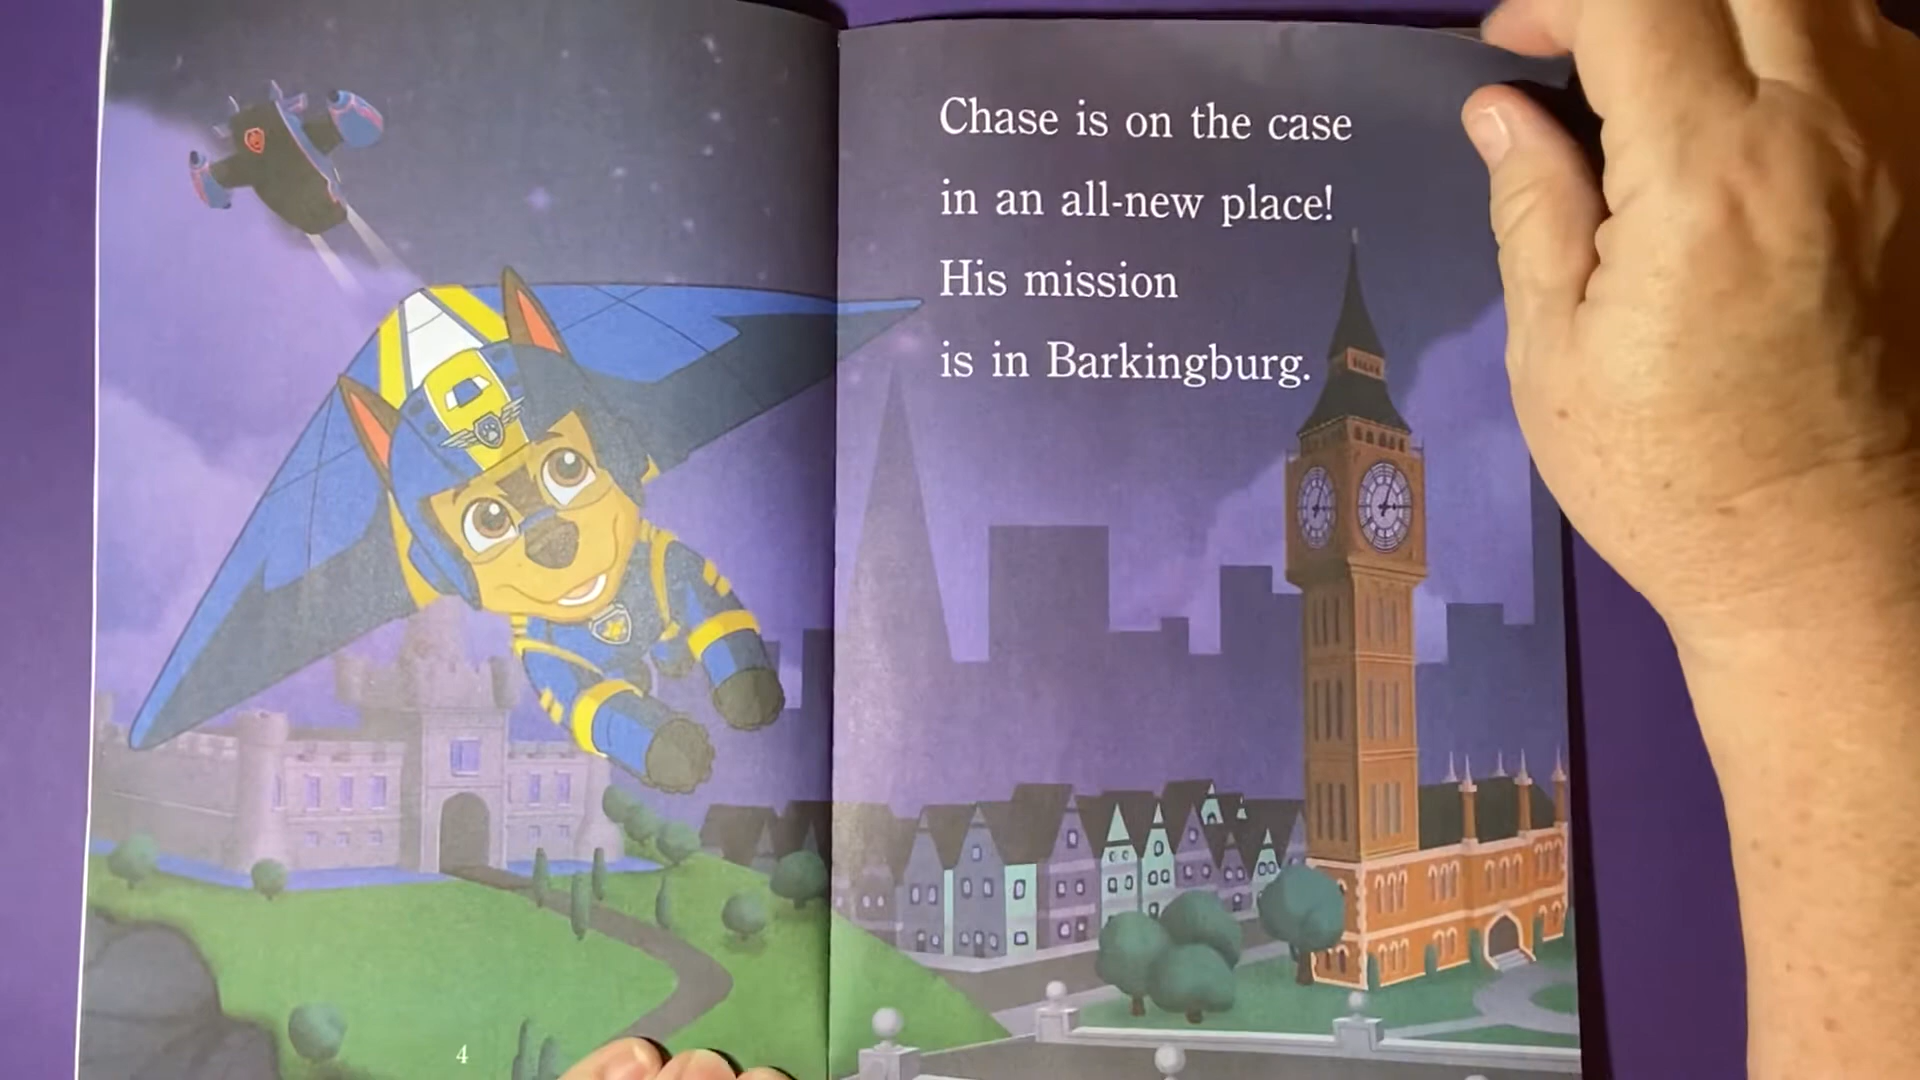 Chase is on the case
in an all-new place!
His mission
is in Barkingburg.
4